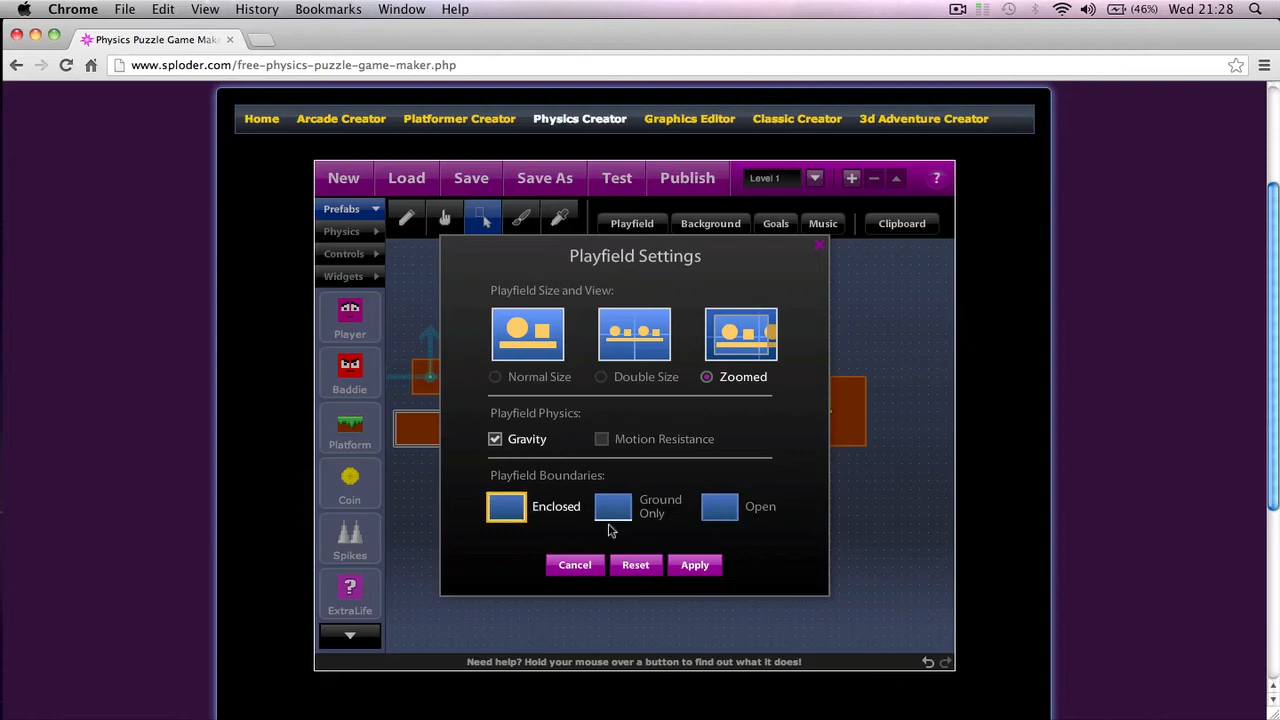 Chrome File Edit View History Bookmarks Window Help (46%) Wed 21:28
Physics Puzzle Game Make
www.sploder.com/free-physics-puzzle-game-maker.php
Home Arcade Creator Platformer Creator Physics Creator Graphics Editor Classic Creator 3d Adventure Creator
New Load Save Save As Test Publish Level 1 ?
Prefabs
Physics
Controls
Widgets
Player
Baddie
Platform
Coin
Spikes
?
ExtraLife
Playfield Background Goals Music Clipboard
Playfield Settings
Playfield Size and View:
Normal Size Double Size Zoomed
Playfield Physics:
Gravity Motion Resistance
Playfield Boundaries:
Enclosed Ground Only Open
Cancel Reset Apply
Need help? Hold your mouse over a button to find out what it does!